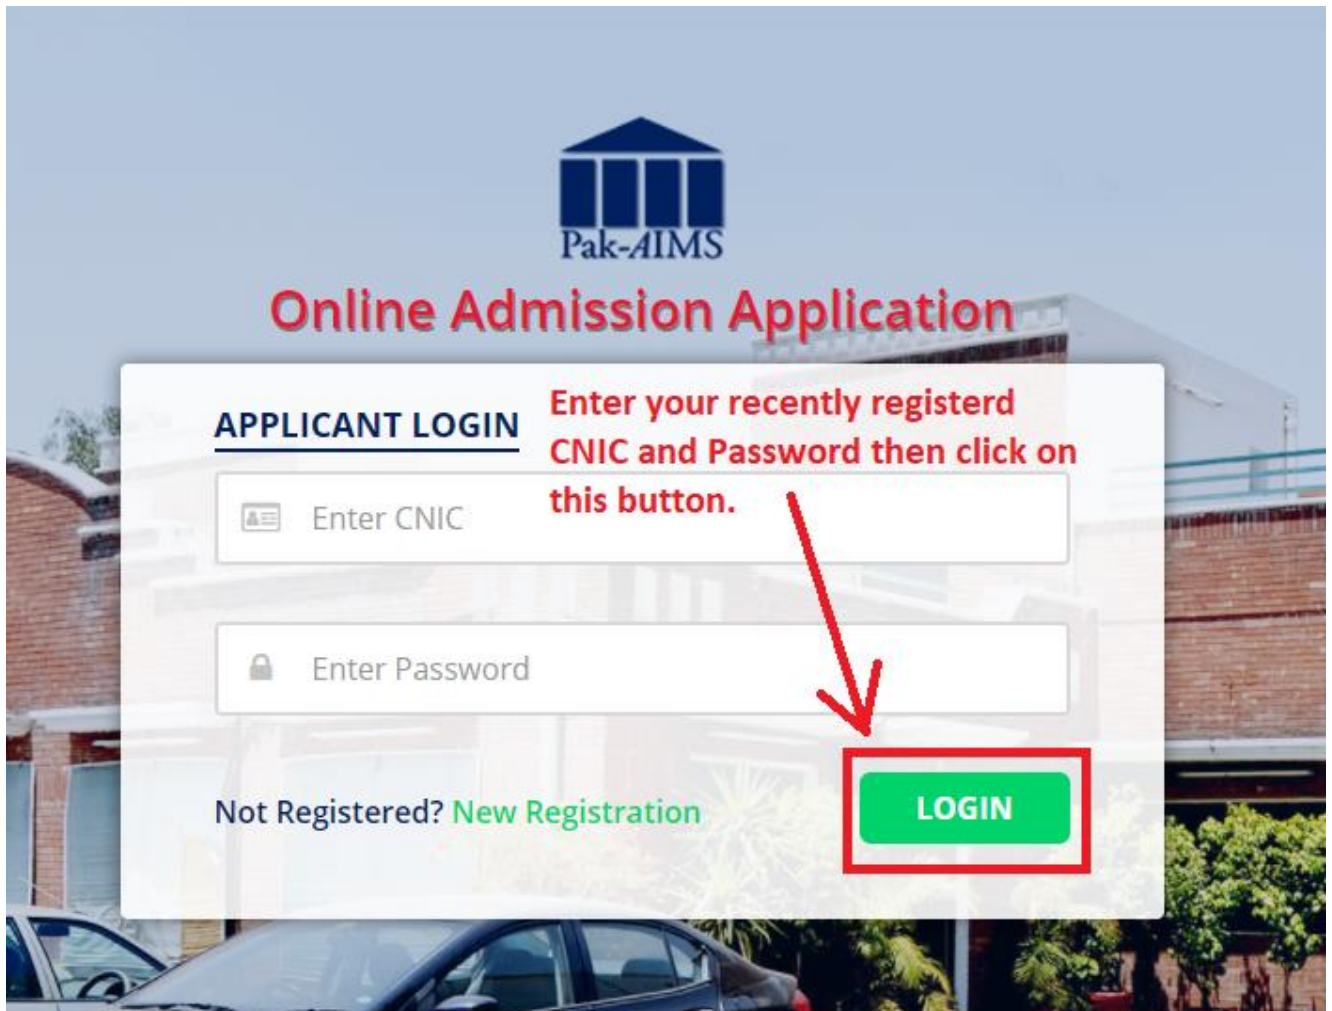 Pak-AIMS
Online Admission Application
APPLICANT LOGIN
Enter your recently registerd
CNIC and Password then click on
this button.
Enter CNIC
Enter Password
Not Registered? New Registration
LOGIN